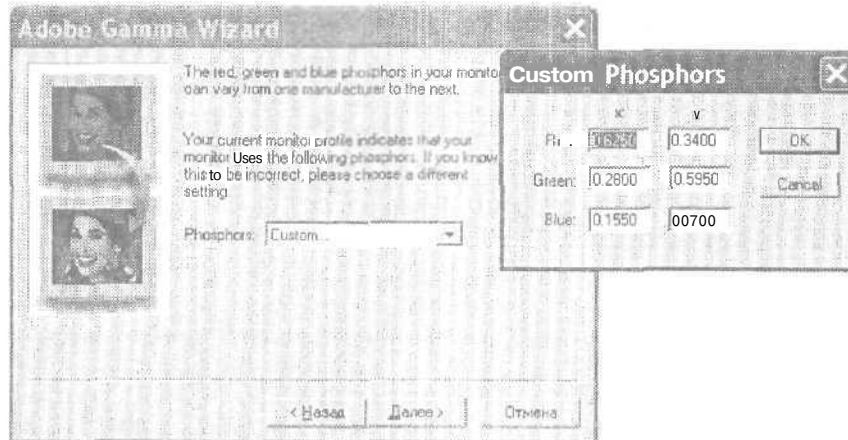 Adobe Gamma Wizard
The red, green and blue phosphors in your monito
can vary from one manufacturer to the next.
Your current monitor profile indicates that your
monitor Uses the following phosphors. If you know
this to be incorrect, please choose a different
setting.
Phosphors: Custom...
< Назад Далее > Отмена
Custom Phosphors
x v
0.6250 0.3400 OK
Green: 0.2800 0.5950 Cancel
Blue: 0.1550 00700